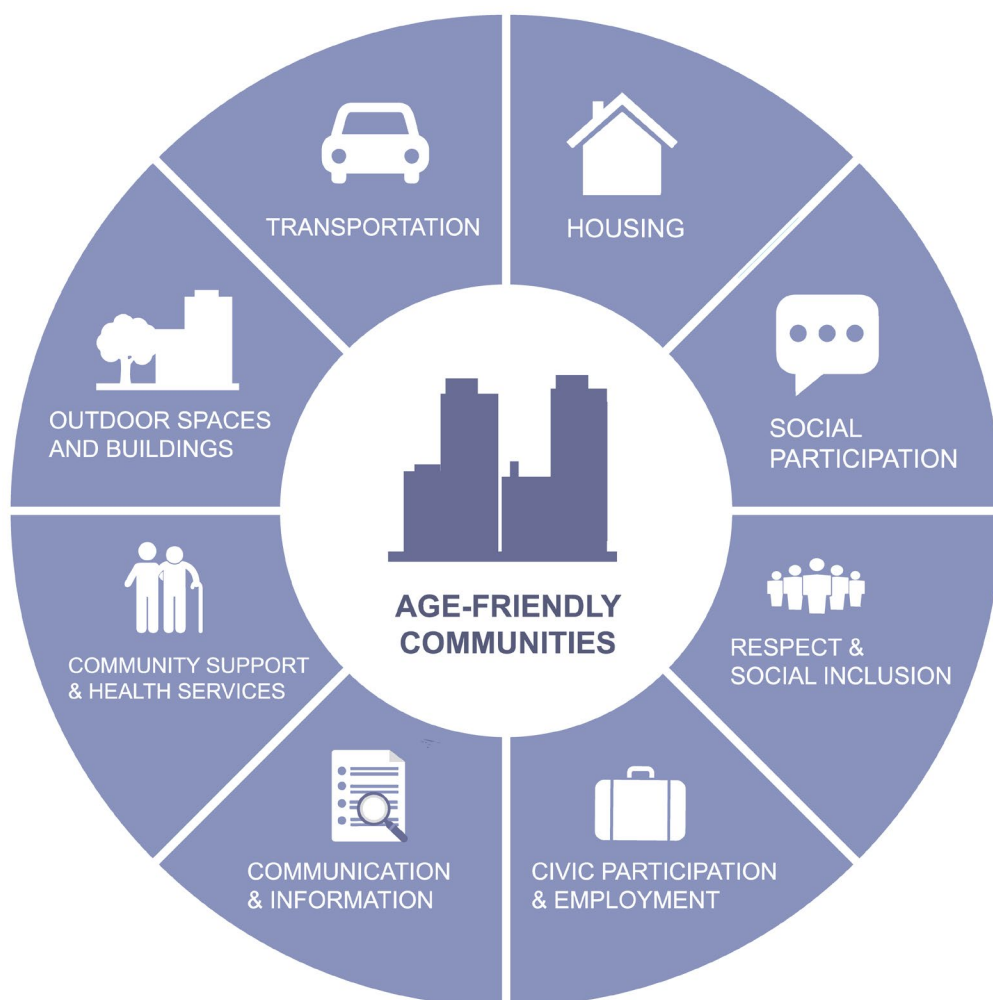 TRANSPORTATION
HOUSING
SOCIAL
PARTICIPATION
RESPECT &
SOCIAL INCLUSION
CIVIC PARTICIPATION
& EMPLOYMENT
COMMUNICATION
& INFORMATION
COMMUNITY SUPPORT
& HEALTH SERVICES
OUTDOOR SPACES
AND BUILDINGS
AGE-FRIENDLY
COMMUNITIES